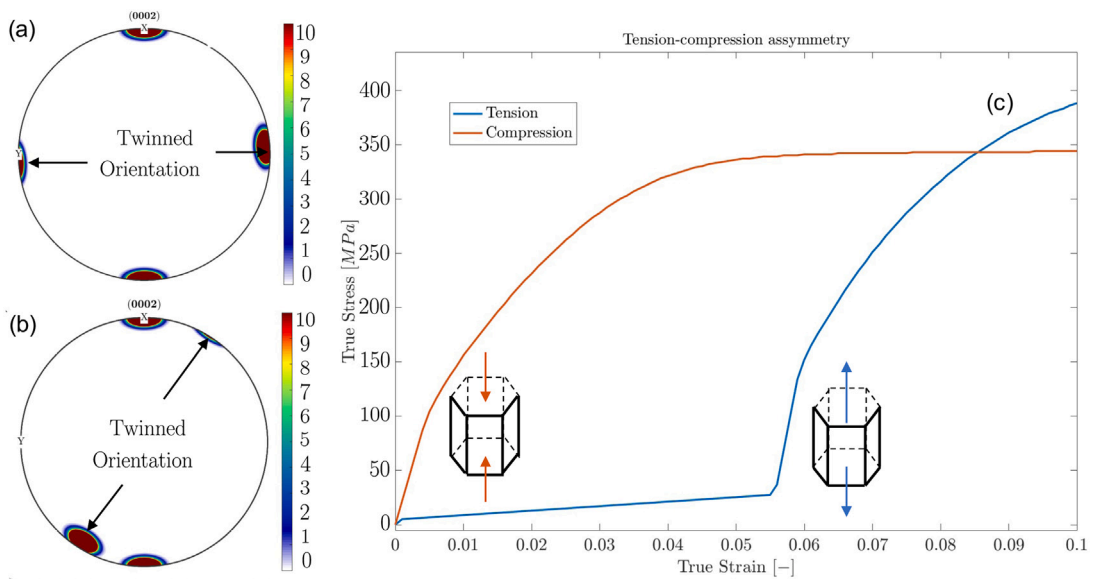 (a)
(0002)
X
Y
Twinned
Orientation
10
9
8
7
6
5
4
3
2
1
0
(b)
(0002)
X
Y
Twinned
Orientation
10
9
8
7
6
5
4
3
2
1
0
Tension-compression assymmetry
(c)
Tension
Compression
True Stress [MPa]
400
350
300
250
200
150
100
50
0
0 0.01 0.02 0.03 0.04 0.05 0.06 0.07 0.08 0.09 0.1
True Strain [−]